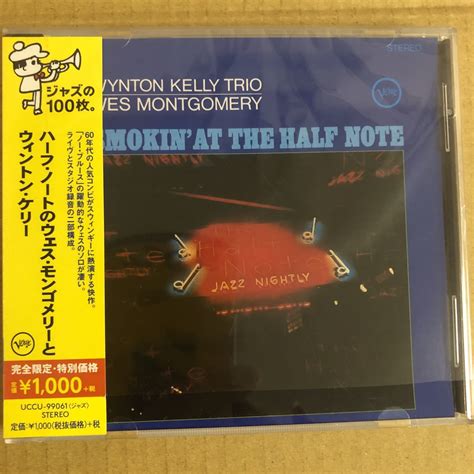 ジャズの
100枚。
ハーフ・ノートのウェス・モンゴメリーと
ウィントン・ケリー
60年代の人気コンビがスウィンギーに熱演する快作。
「ノー・ブルース」の躍動的なウェスのソロが凄い。
ライヴとスタジオ録音の二部構成。
完全限定・特別価格
定価 ¥1,000 +税
UCCU-99061(ジャズ)
STEREO
定価:¥1,000(税抜価格)+税
Verve
STEREO
WYNTON KELLY TRIO
WES MONTGOMERY
Verve
SMOKIN' AT THE HALF NOTE
JAZZ NIGHTLY